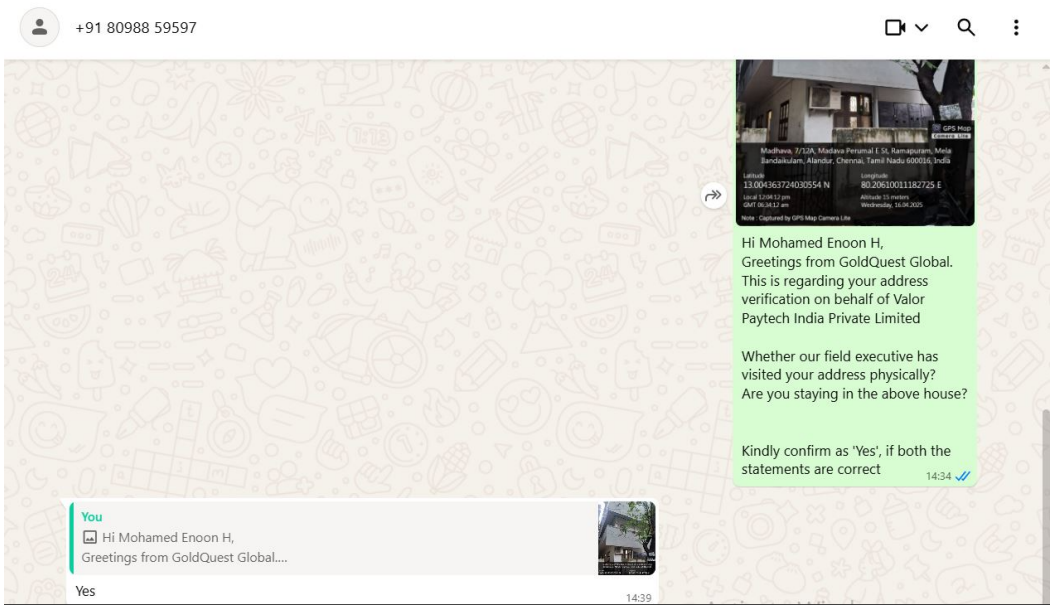 +91 80988 59597
GPS Map
Camera Lite
Madhava, 7/12A, Madava Perumal E St, Ramapuram, Mela
Ilandaikulam, Alandur, Chennai, Tamil Nadu 600016, India
Latitude
Longitude
13.004363724030554 N
80.20610011182725 E
Local 12:04:12 pm
Altitude 15 meters
GMT 06:34:12 am
Wednesday, 16.04.2025
Note : Captured by GPS Map Camera Lite
Hi Mohamed Enoon H,
Greetings from GoldQuest Global.
This is regarding your address
verification on behalf of Valor
Paytech India Private Limited
Whether our field executive has
visited your address physically?
Are you staying in the above house?
Kindly confirm as 'Yes', if both the
statements are correct
14:34
You
Hi Mohamed Enoon H,
Greetings from GoldQuest Global....
Yes
14:39